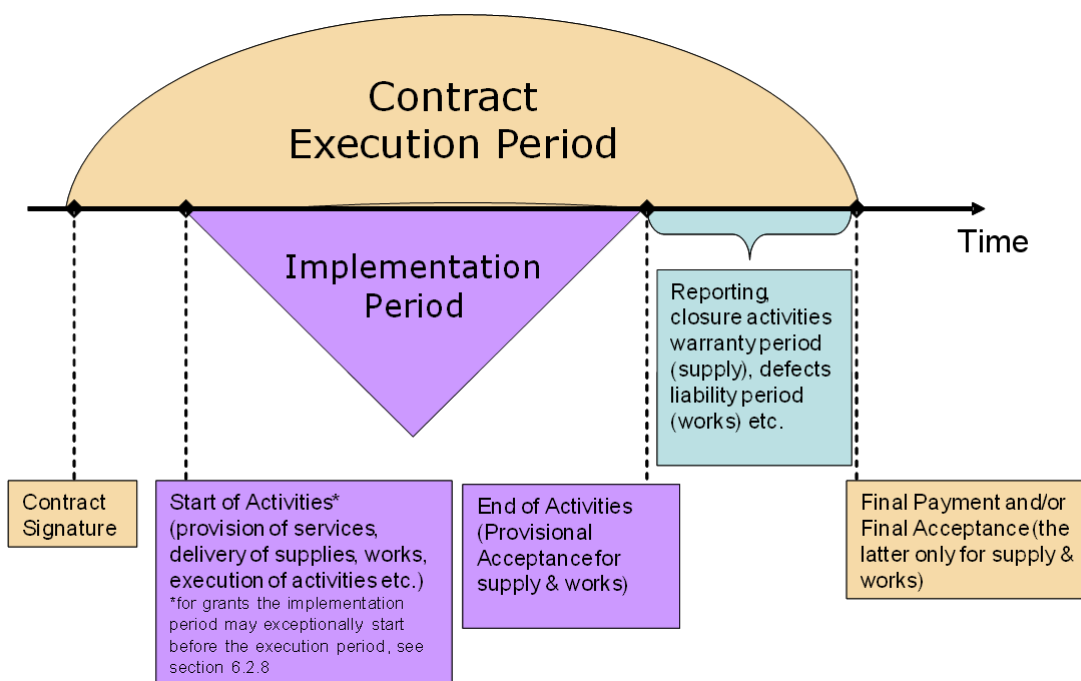 Contract
Execution Period
Time
Implementation
Period
Reporting,
closure activities
warranty period
(supply), defects
liability period
(works) etc.
Contract
Signature
Start of Activities*
(provision of services,
delivery of supplies, works,
execution of activities etc.)
*for grants the implementation
period may exceptionally start
before the execution period, see
section 6.2.8
End of Activities
(Provisional
Acceptance for
supply & works)
Final Payment and/or
Final Acceptance (the
latter only for supply &
works)